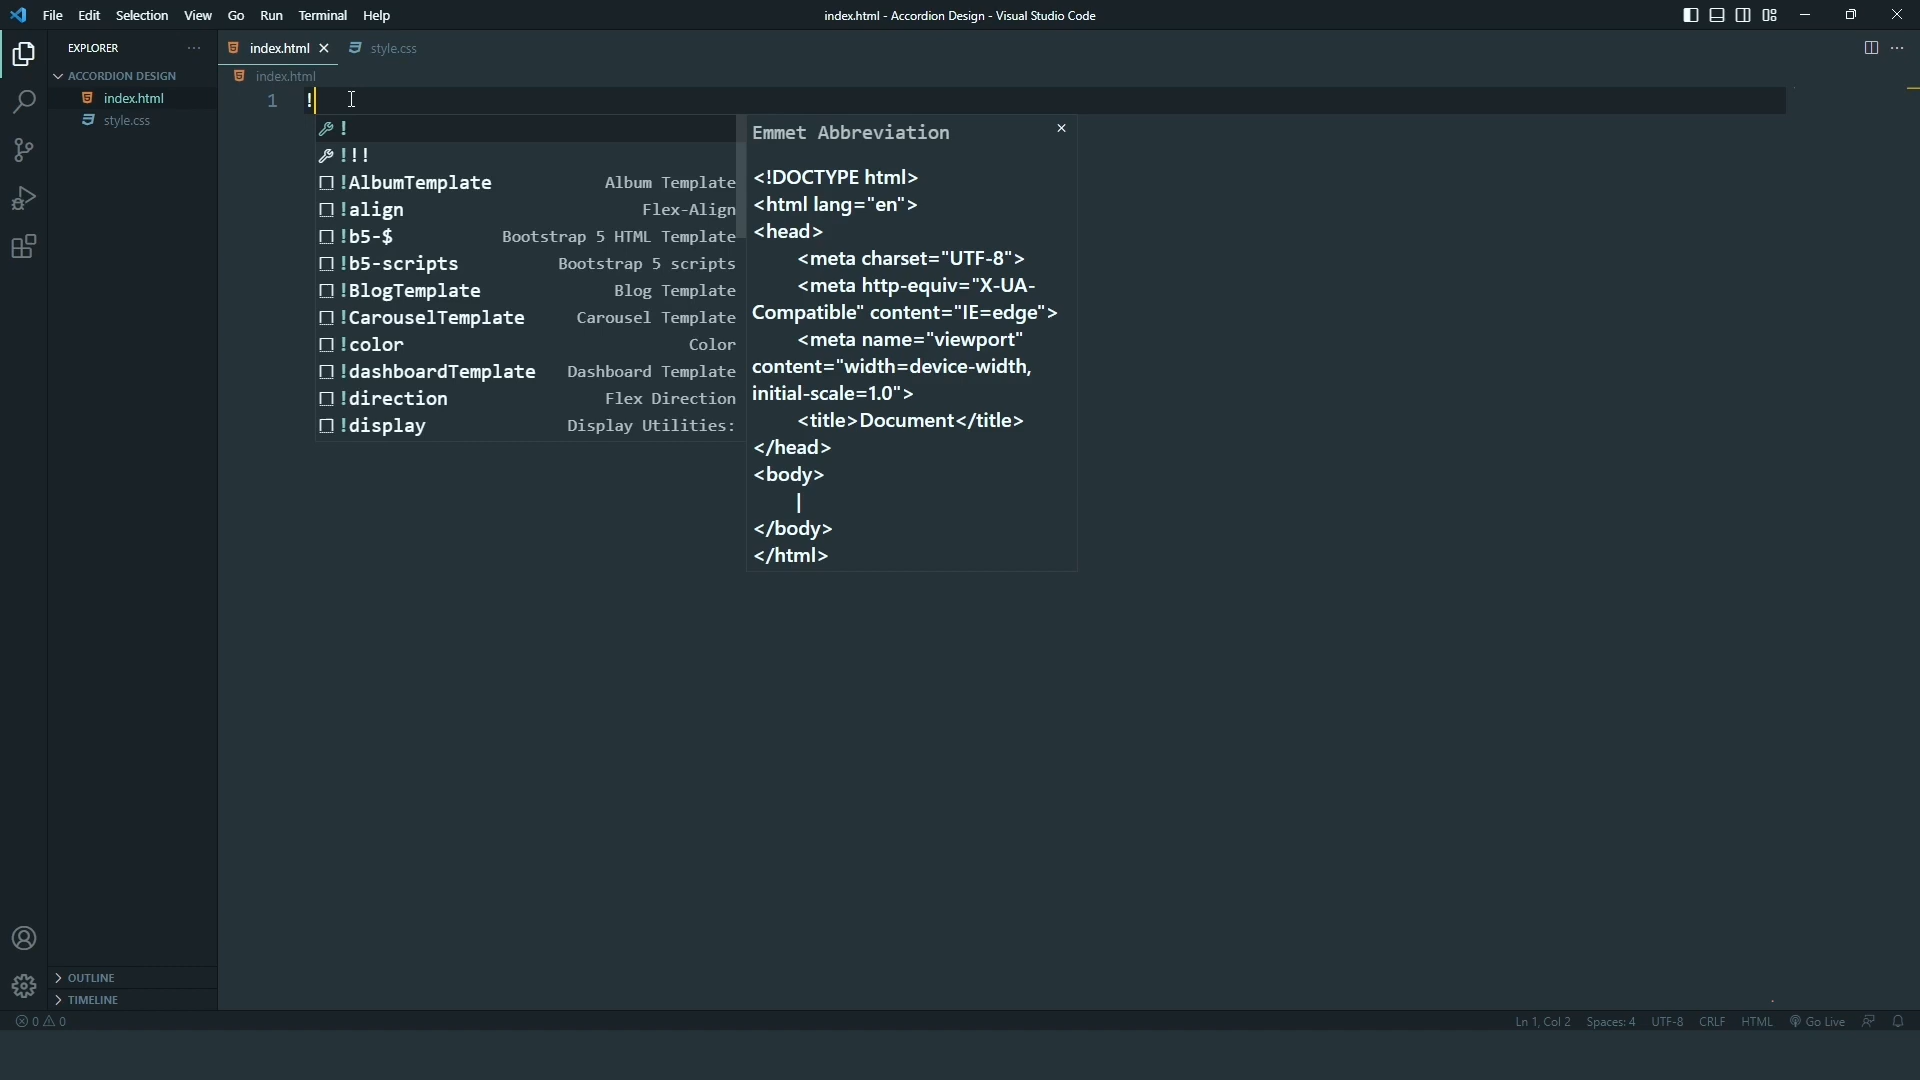 File Edit Selection View Go Run Terminal Help
index.html - Accordion Design - Visual Studio Code
EXPLORER
ACCORDION DESIGN
index.html
style.css
index.html
style.css
index.html
1
!
!
!!!
!AlbumTemplate Album Template
!align Flex-Align
!b5-$ Bootstrap 5 HTML Template
!b5-scripts Bootstrap 5 scripts
!BlogTemplate Blog Template
!CarouselTemplate Carousel Template
!color Color
!dashboardTemplate Dashboard Template
!direction Flex Direction
!display Display Utilities:
Emmet Abbreviation
<!DOCTYPE html>
<html lang="en">
<head>
<meta charset="UTF-8">
<meta http-equiv="X-UA-
Compatible" content="IE=edge">
<meta name="viewport"
content="width=device-width,
initial-scale=1.0">
<title>Document</title>
</head>
<body>
|
</body>
</html>
OUTLINE
TIMELINE
0 0
Ln 1, Col 2 Spaces: 4 UTF-8 CRLF HTML Go Live